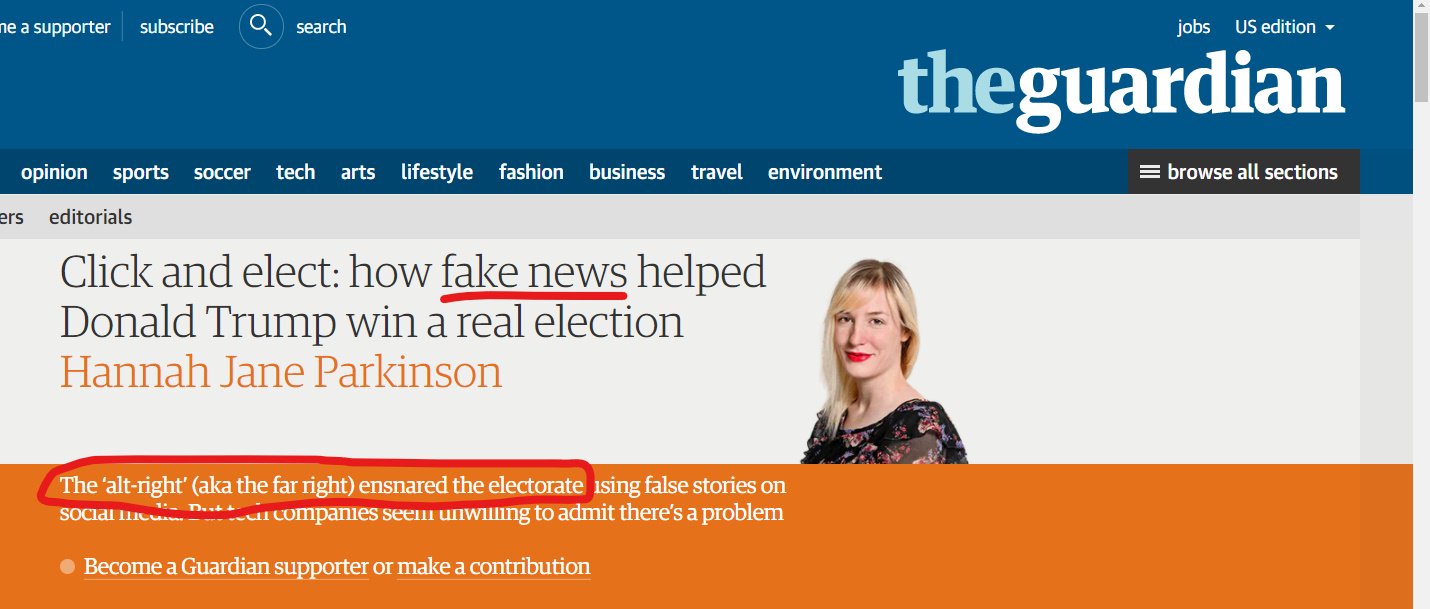 me a supporter subscribe search jobs US edition
theguardian
opinion sports soccer tech arts lifestyle fashion business travel environment browse all sections
ers editorials
Click and elect: how fake news helped
Donald Trump win a real election
Hannah Jane Parkinson
The ‘alt-right’ (aka the far right) ensnared the electorate using false stories on
social media. But tech companies seem unwilling to admit there’s a problem
Become a Guardian supporter or make a contribution